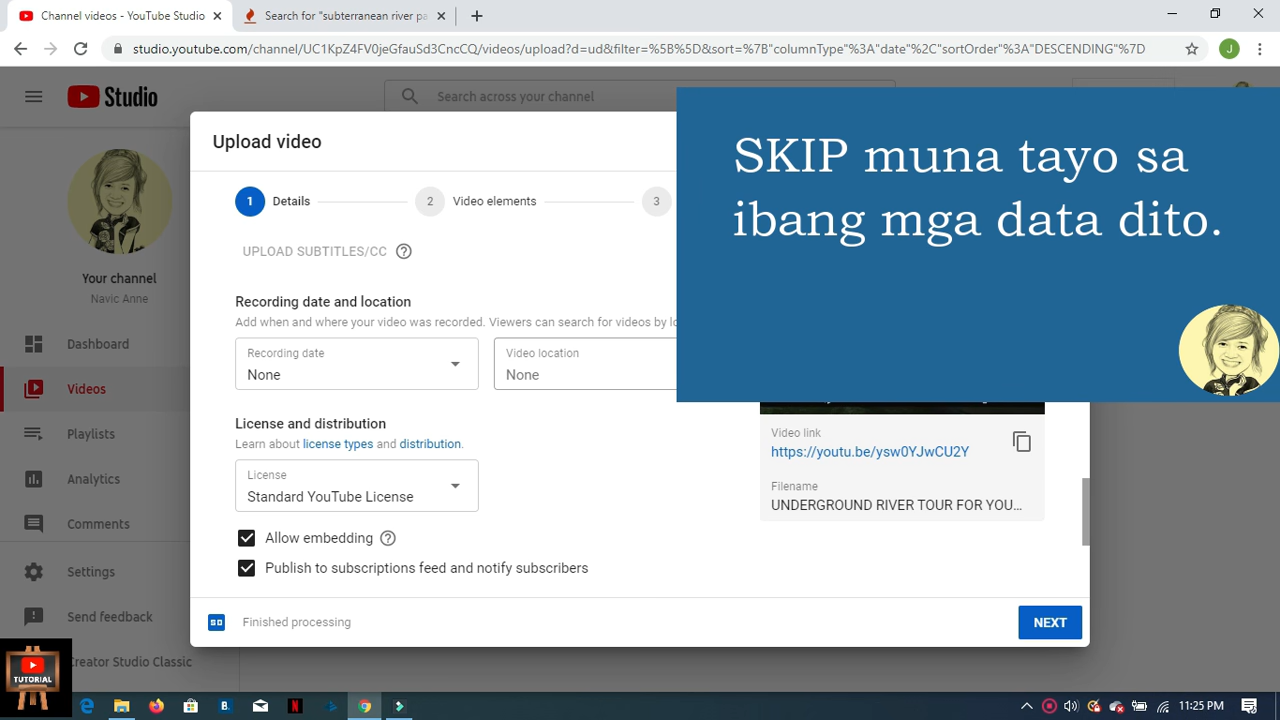 Channel videos - YouTube Studio
Search for "subterranean river pa
studio.youtube.com/channel/UC1KpZ4FV0jeGfauSd3CncCQ/videos/upload?d=ud&filter=%5B%5D&sort=%7B"columnType"%3A"date"%2C"sortOrder"%3A"DESCENDING"%7D
J
Studio
Search across your channel
Upload video
SKIP muna tayo sa
ibang mga data dito.
1 Details
2 Video elements
3
UPLOAD SUBTITLES/CC
Your channel
Navic Anne
Recording date and location
Add when and where your video was recorded. Viewers can search for videos by lo
Recording date
None
Video location
None
Dashboard
Videos
Playlists
Analytics
Comments
Settings
Send feedback
Creator Studio Classic
License and distribution
Learn about license types and distribution.
License
Standard YouTube License
Video link
https://youtu.be/ysw0YJwCU2Y
Filename
UNDERGROUND RIVER TOUR FOR YOU...
Allow embedding
Publish to subscriptions feed and notify subscribers
SD
Finished processing
NEXT
TUTORIAL
11:25 PM